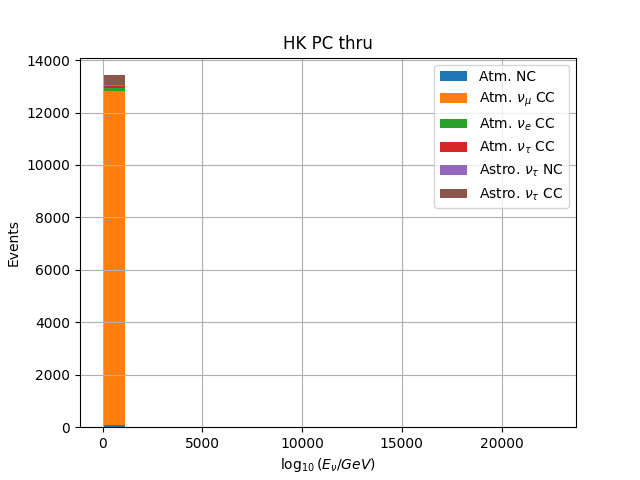 HK PC thru
14000
12000
10000
8000
6000
4000
2000
0
Events
Atm. NC
Atm. νμ CC
Atm. νe CC
Atm. ντ CC
Astro. ντ NC
Astro. ντ CC
0 5000 10000 15000 20000
log10 (Eν/GeV)